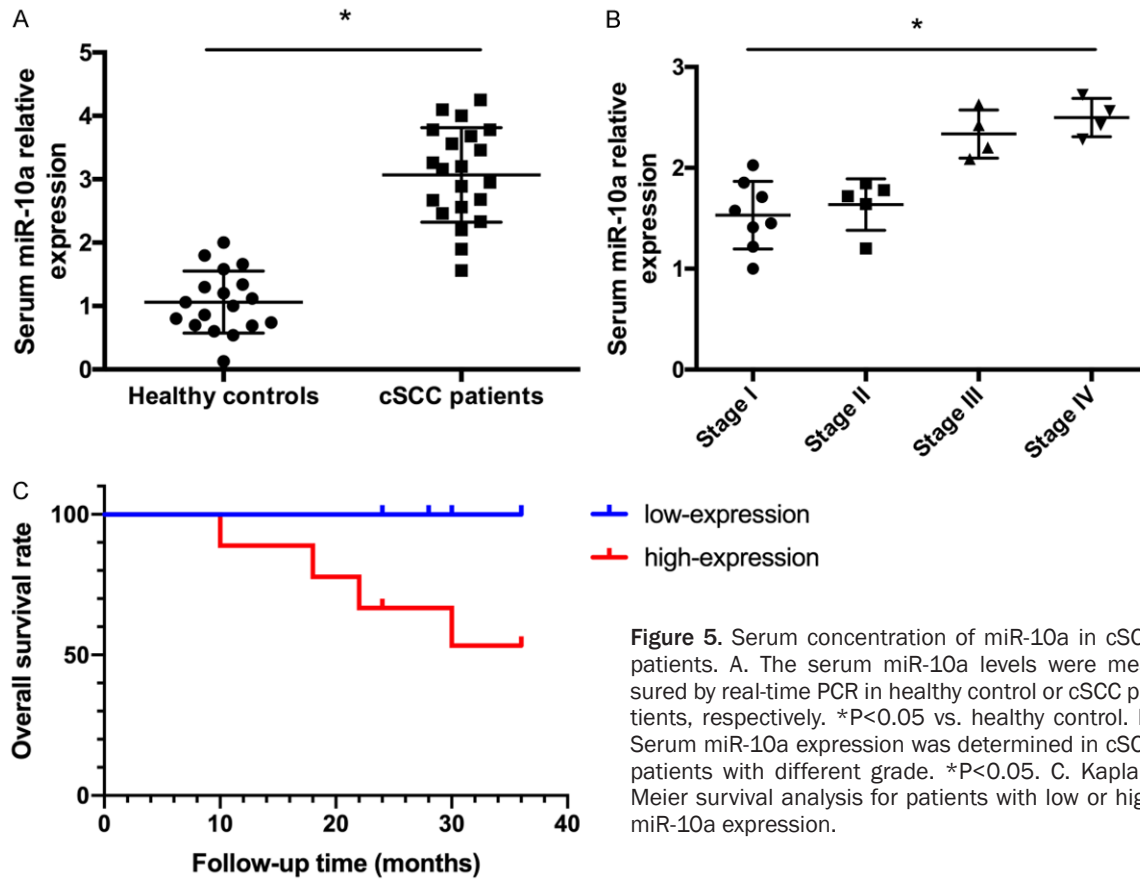 A
*
5
4
3
2
1
0
Serum miR-10a relative
expression
Healthy controls
cSCC patients
B
*
3
2
1
0
Serum miR-10a relative
expression
Stage I
Stage II
Stage III
Stage IV
C
100
50
0
Overall survival rate
0
10
20
30
40
Follow-up time (months)
low-expression
high-expression
Figure 5. Serum concentration of miR-10a in cSC
patients. A. The serum miR-10a levels were mea
sured by real-time PCR in healthy control or cSCC p
tients, respectively. *P<0.05 vs. healthy control.
Serum miR-10a expression was determined in cSC
patients with different grade. *P<0.05. C. Kapla
Meier survival analysis for patients with low or hig
miR-10a expression.